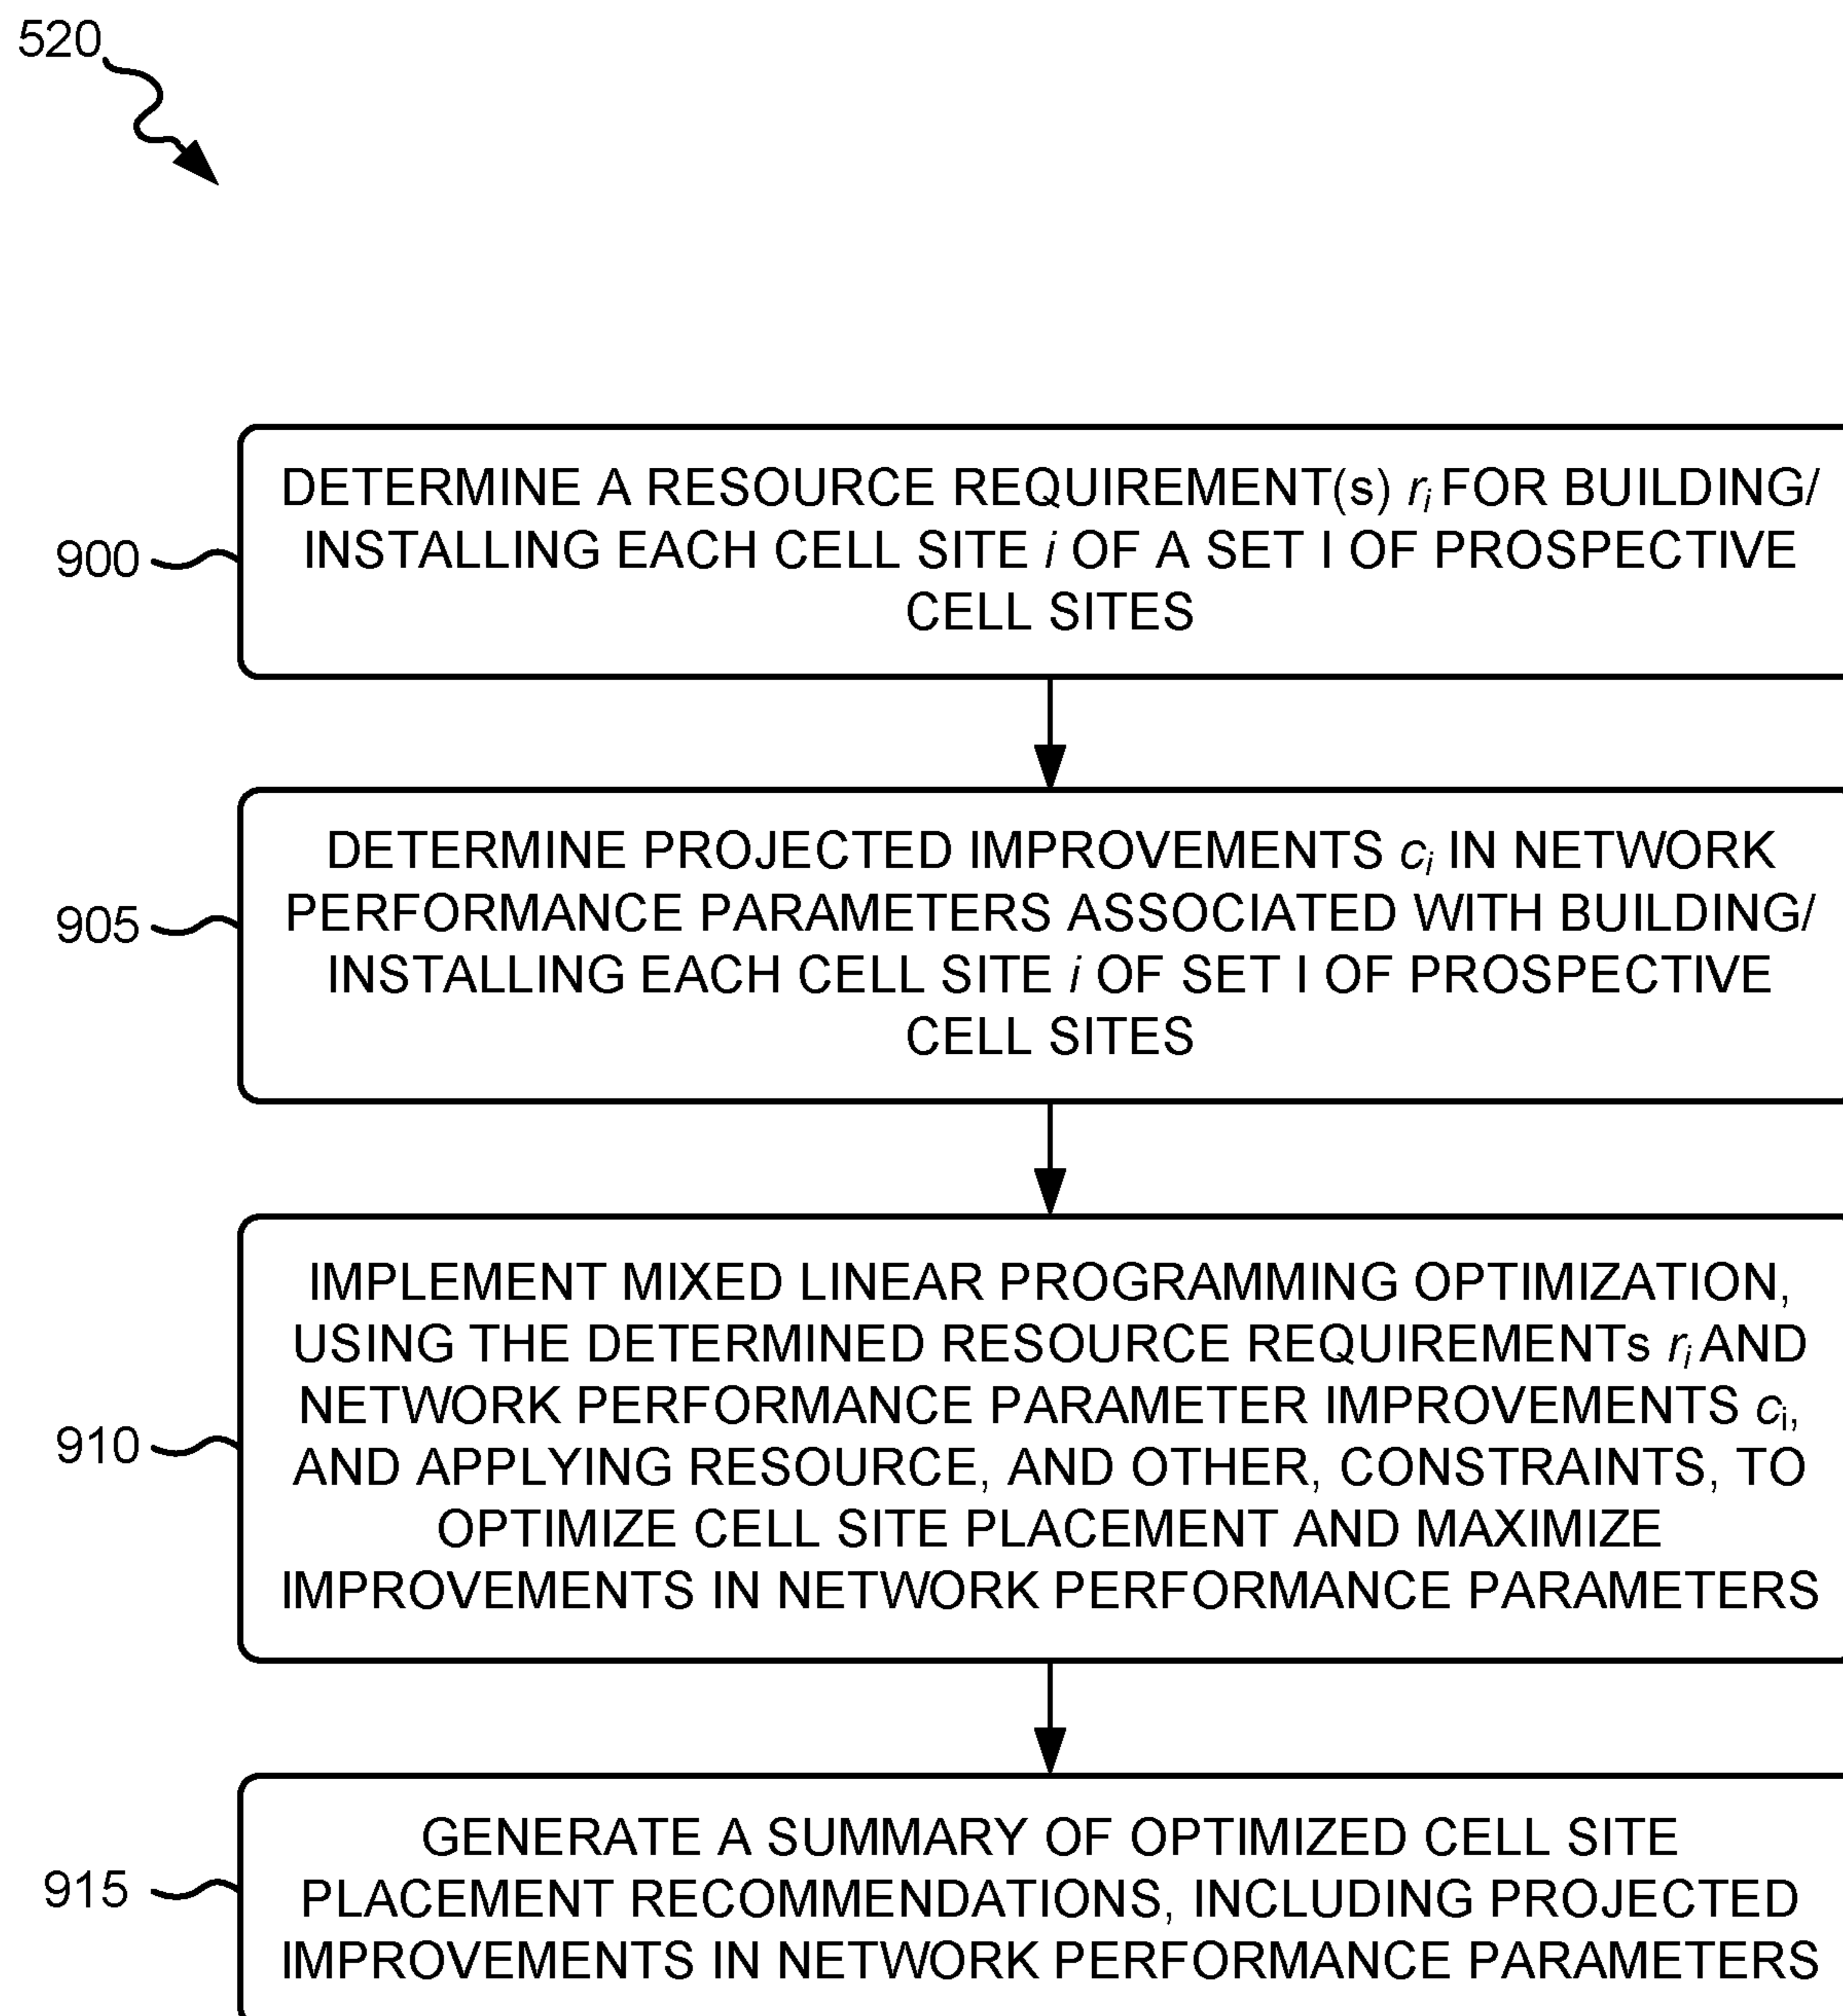 520
DETERMINE A RESOURCE REQUIREMENT(s) r_i FOR BUILDING/
INSTALLING EACH CELL SITE i OF A SET I OF PROSPECTIVE
CELL SITES
900
DETERMINE PROJECTED IMPROVEMENTS c_i IN NETWORK
PERFORMANCE PARAMETERS ASSOCIATED WITH BUILDING/
INSTALLING EACH CELL SITE i OF SET I OF PROSPECTIVE
CELL SITES
905
IMPLEMENT MIXED LINEAR PROGRAMMING OPTIMIZATION,
USING THE DETERMINED RESOURCE REQUIREMENTs r_i AND
NETWORK PERFORMANCE PARAMETER IMPROVEMENTS c_i,
AND APPLYING RESOURCE, AND OTHER, CONSTRAINTS, TO
OPTIMIZE CELL SITE PLACEMENT AND MAXIMIZE
IMPROVEMENTS IN NETWORK PERFORMANCE PARAMETERS
910
GENERATE A SUMMARY OF OPTIMIZED CELL SITE
PLACEMENT RECOMMENDATIONS, INCLUDING PROJECTED
IMPROVEMENTS IN NETWORK PERFORMANCE PARAMETERS
915